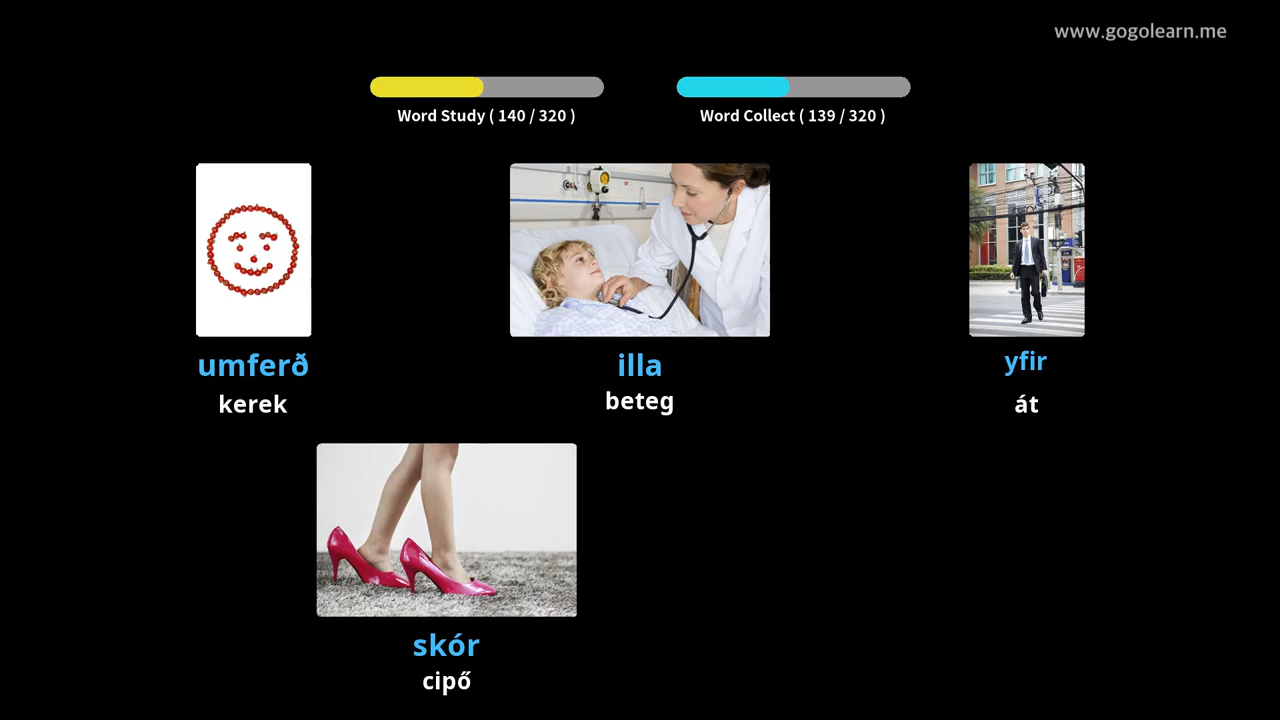 www.gogolearn.me
Word Study ( 140 / 320 )
Word Collect ( 139 / 320 )
umferð
kerek
illa
beteg
yfir
át
skór
cipő